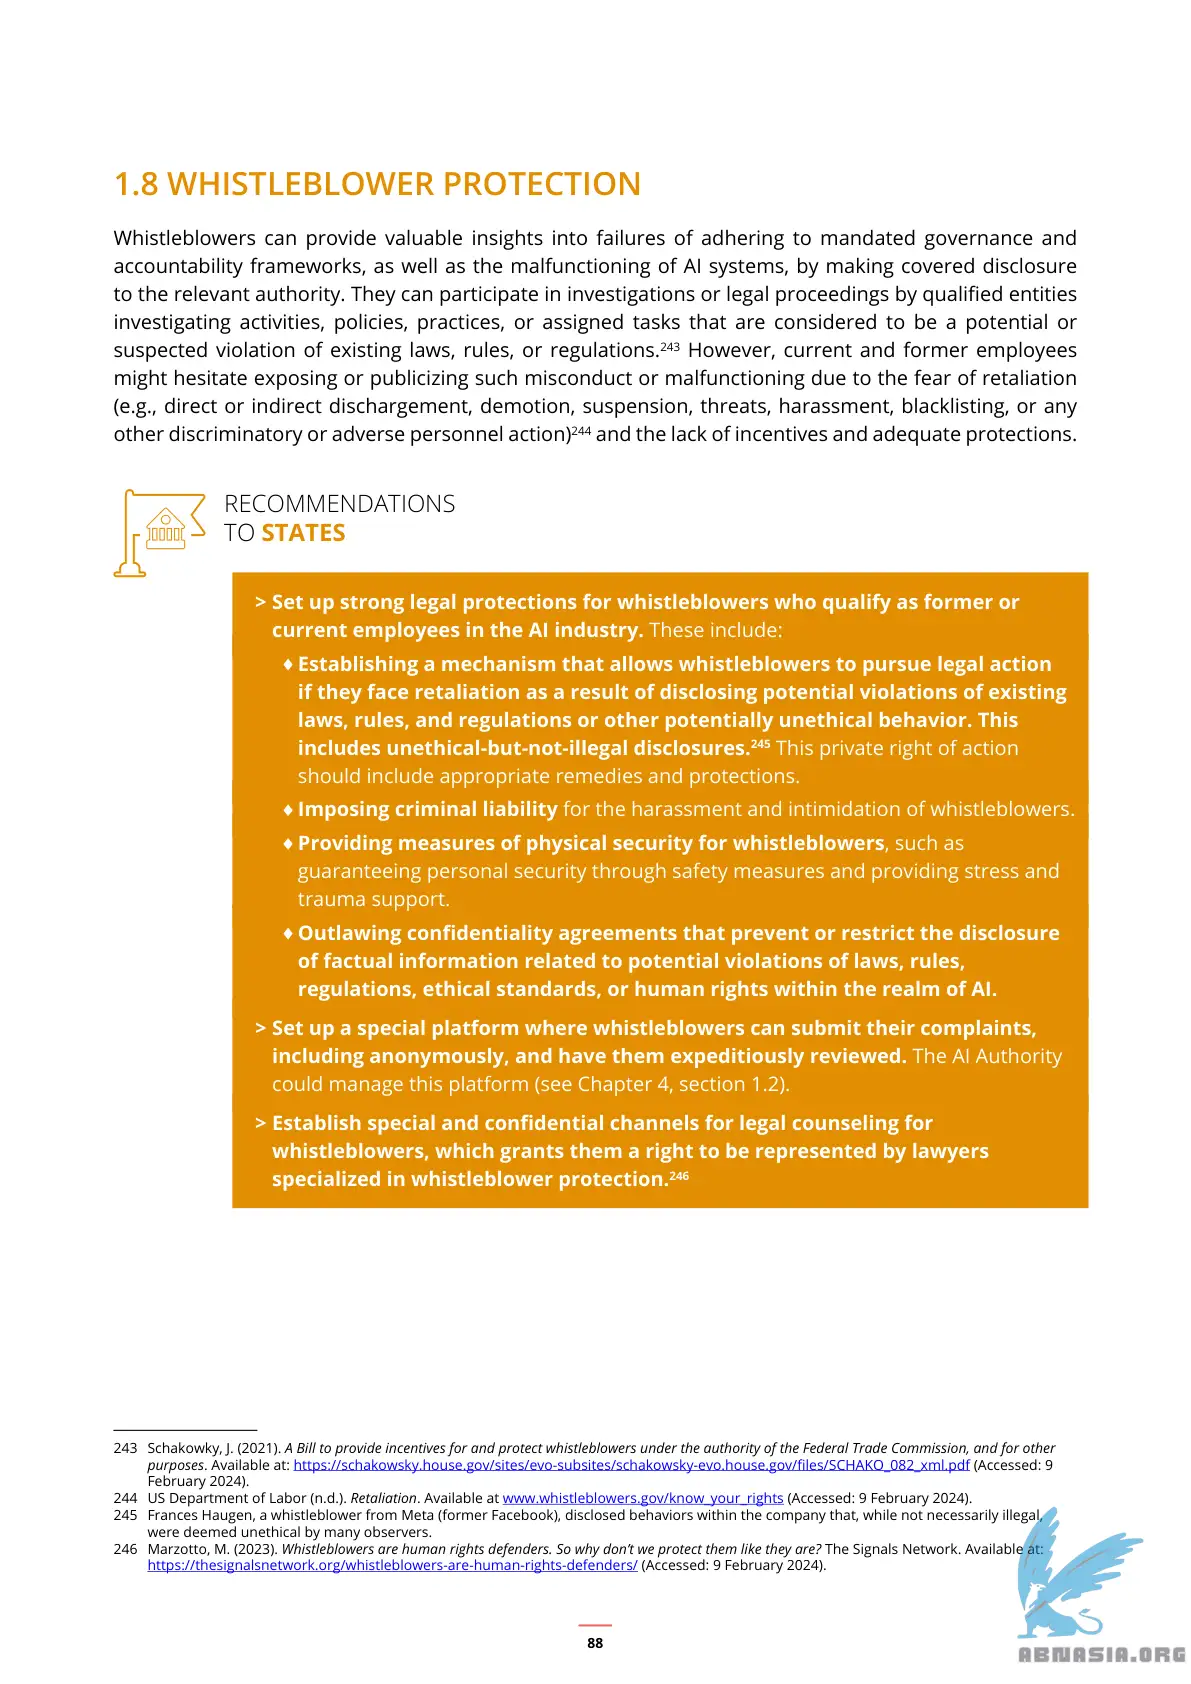 1.8 WHISTLEBLOWER PROTECTION
Whistleblowers can provide valuable insights into failures of adhering to mandated governance and
accountability frameworks, as well as the malfunctioning of AI systems, by making covered disclosure
to the relevant authority. They can participate in investigations or legal proceedings by qualified entities
investigating activities, policies, practices, or assigned tasks that are considered to be a potential or
suspected violation of existing laws, rules, or regulations.243 However, current and former employees
might hesitate exposing or publicizing such misconduct or malfunctioning due to the fear of retaliation
(e.g., direct or indirect dischargement, demotion, suspension, threats, harassment, blacklisting, or any
other discriminatory or adverse personnel action)244 and the lack of incentives and adequate protections.
RECOMMENDATIONS
TO STATES
> Set up strong legal protections for whistleblowers who qualify as former or
current employees in the AI industry. These include:
♦ Establishing a mechanism that allows whistleblowers to pursue legal action
if they face retaliation as a result of disclosing potential violations of existing
laws, rules, and regulations or other potentially unethical behavior. This
includes unethical-but-not-illegal disclosures.245 This private right of action
should include appropriate remedies and protections.
♦ Imposing criminal liability for the harassment and intimidation of whistleblowers.
♦ Providing measures of physical security for whistleblowers, such as
guaranteeing personal security through safety measures and providing stress and
trauma support.
♦ Outlawing confidentiality agreements that prevent or restrict the disclosure
of factual information related to potential violations of laws, rules,
regulations, ethical standards, or human rights within the realm of AI.
> Set up a special platform where whistleblowers can submit their complaints,
including anonymously, and have them expeditiously reviewed. The AI Authority
could manage this platform (see Chapter 4, section 1.2).
> Establish special and confidential channels for legal counseling for
whistleblowers, which grants them a right to be represented by lawyers
specialized in whistleblower protection.246
243 Schakowky, J. (2021). A Bill to provide incentives for and protect whistleblowers under the authority of the Federal Trade Commission, and for other
purposes. Available at: https://schakowsky.house.gov/sites/evo-subsites/schakowsky-evo.house.gov/files/SCHAKO_082_xml.pdf (Accessed: 9
February 2024).
244 US Department of Labor (n.d.). Retaliation. Available at www.whistleblowers.gov/know_your_rights (Accessed: 9 February 2024).
245 Frances Haugen, a whistleblower from Meta (former Facebook), disclosed behaviors within the company that, while not necessarily illegal,
were deemed unethical by many observers.
246 Marzotto, M. (2023). Whistleblowers are human rights defenders. So why don't we protect them like they are? The Signals Network. Available at:
https://thesignalsnetwork.org/whistleblowers-are-human-rights-defenders/ (Accessed: 9 February 2024).
88
ABNASIA.ORG